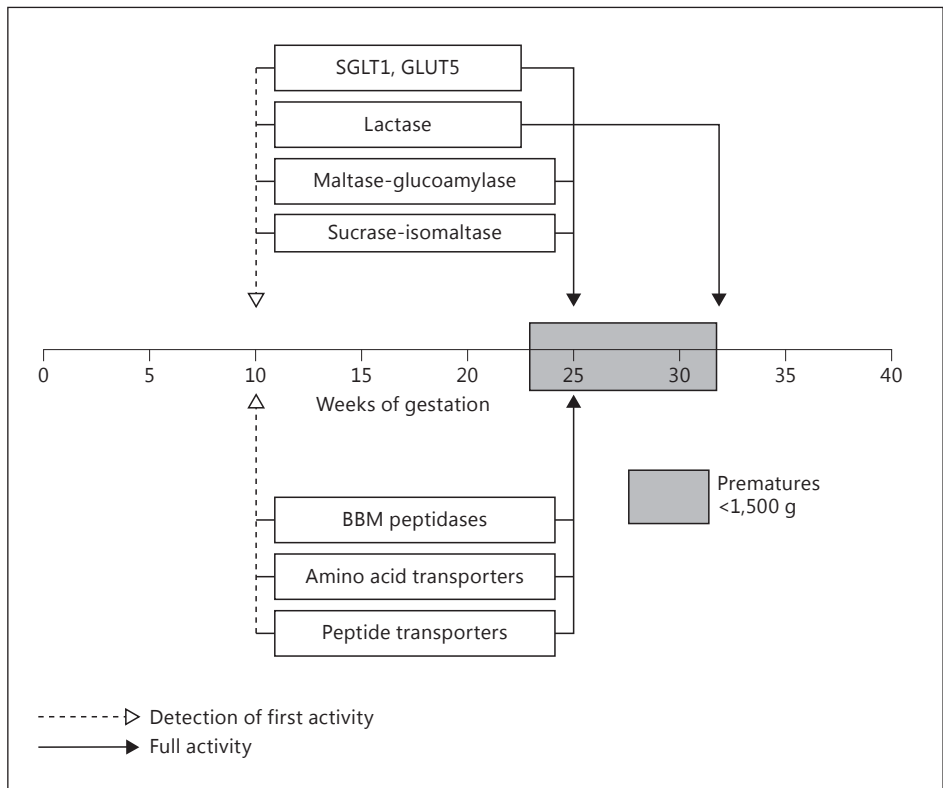 SGLT1, GLUT5
Lactase
Maltase-glucoamylase
Sucrase-isomaltase
0 5 10 15 20 25 30 35 40
Weeks of gestation
BBM peptidases
Amino acid transporters
Peptide transporters
Prematures
<1,500 g
Detection of first activity
Full activity